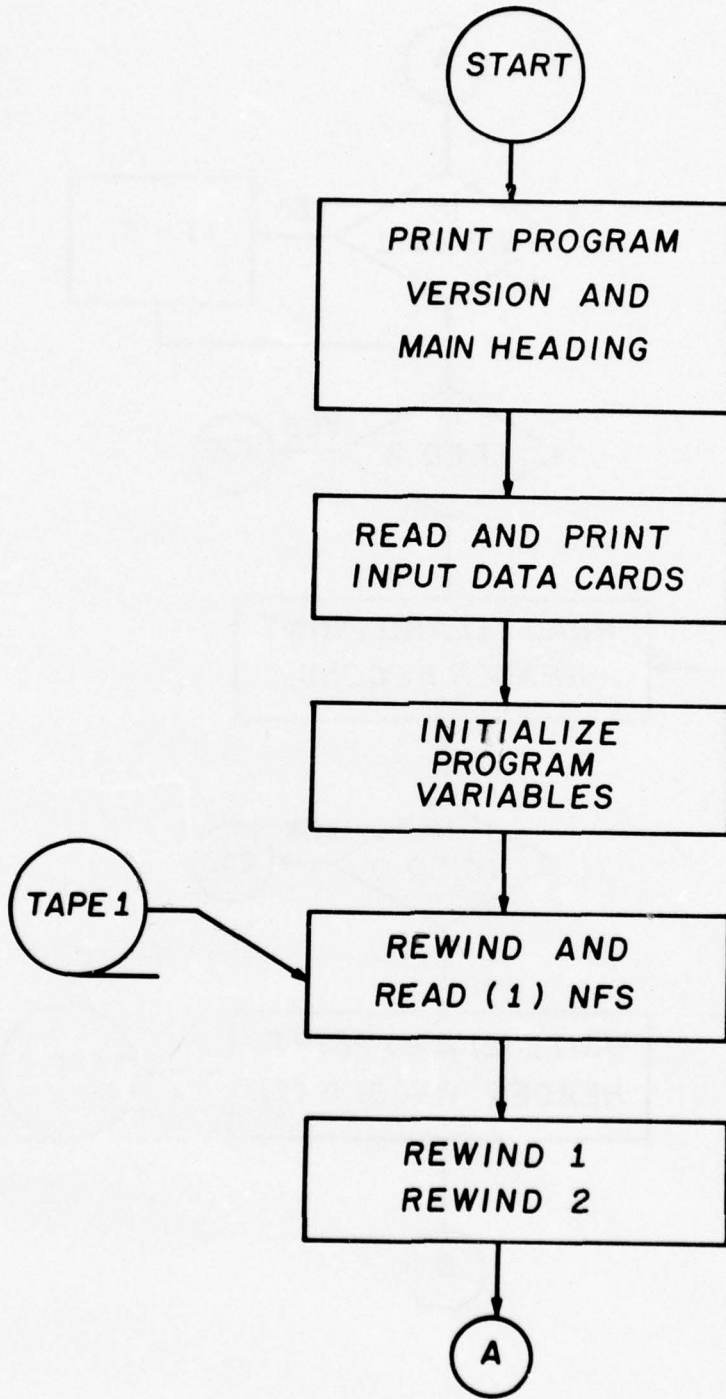 START
PRINT PROGRAM
VERSION AND
MAIN HEADING
READ AND PRINT
INPUT DATA CARDS
INITIALIZE
PROGRAM
VARIABLES
TAPE 1
REWIND AND
READ (1) NFS
REWIND 1
REWIND 2
A